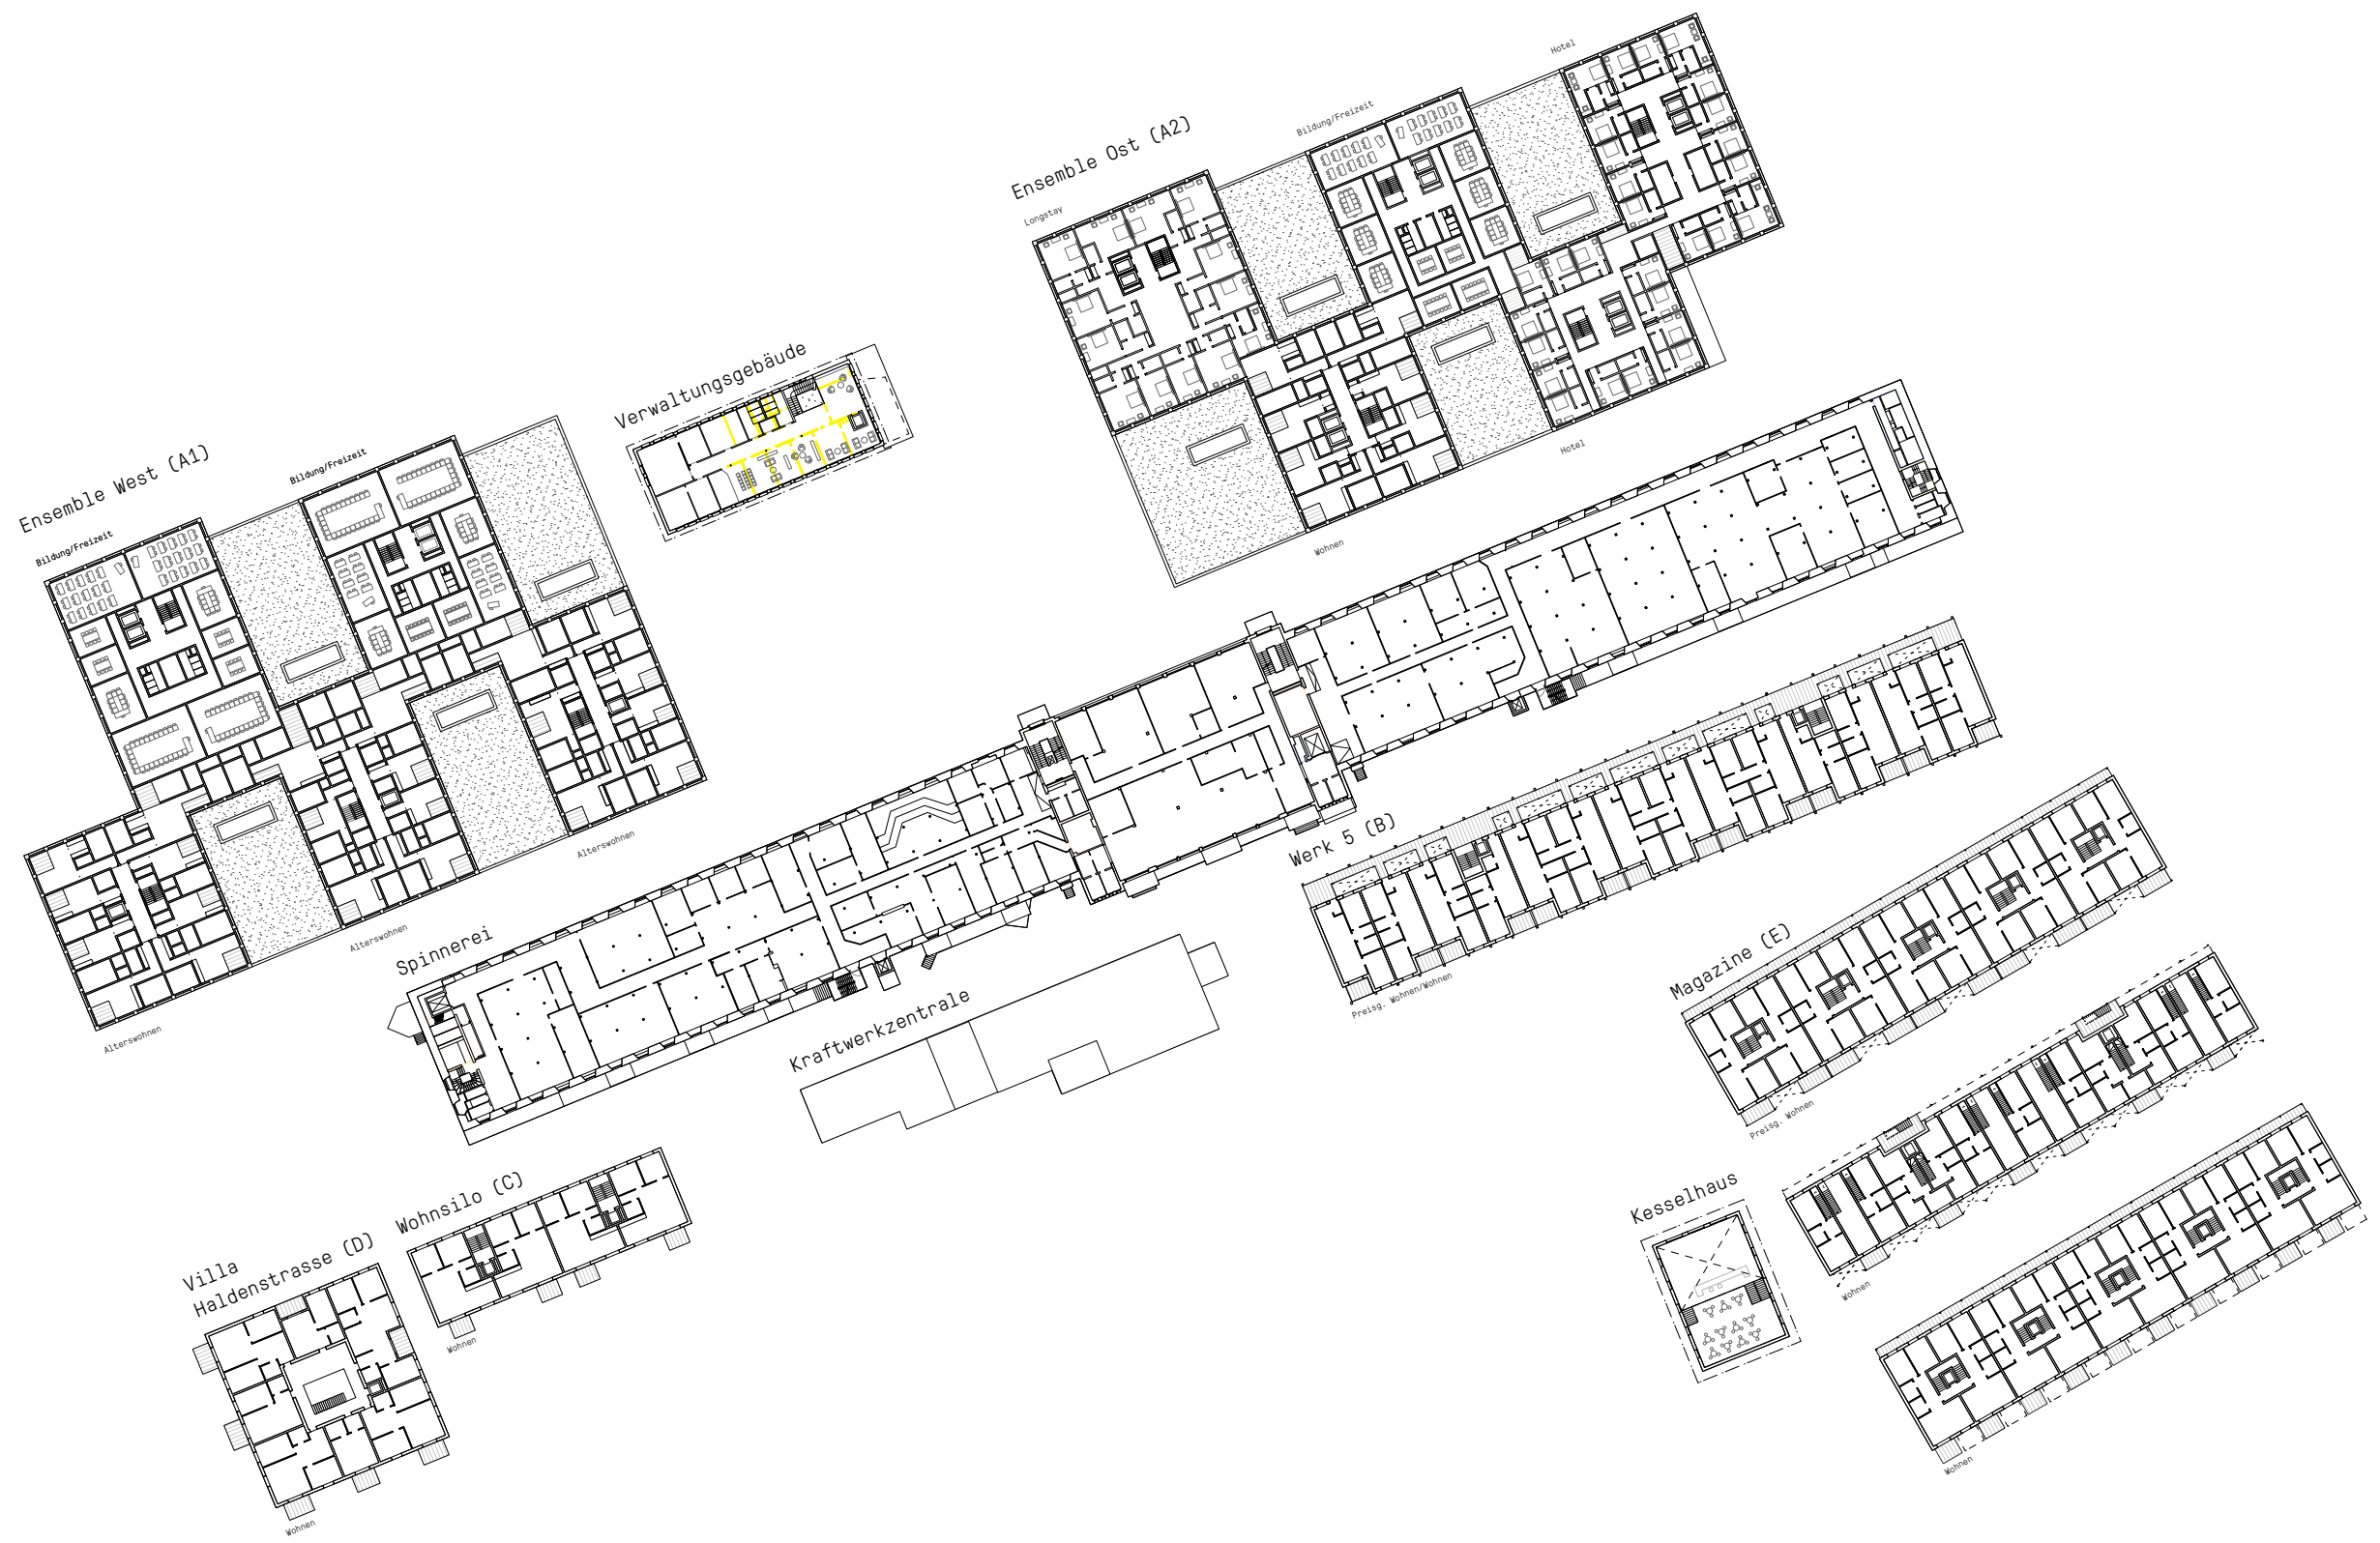 Hotel
Bildung/Freizeit
Ensemble Ost (A2)
Longstay
Verwaltungsgebäude
Ensemble West (A1)
Bildung/Freizeit
Bildung/Freizeit
Hotel
Wohnen
Alterswohnen
Alterswohnen
Alterswohnen
Spinnerei
Werk 5 (B)
Preisg. Wohnen/Wohnen
Kraftwerkzentrale
Magazine (E)
Preisg. Wohnen
Wohnsilo (C)
Wohnen
Villa
Haldenstrasse (D)
Wohnen
Kesselhaus
Wohnen
Wohnen